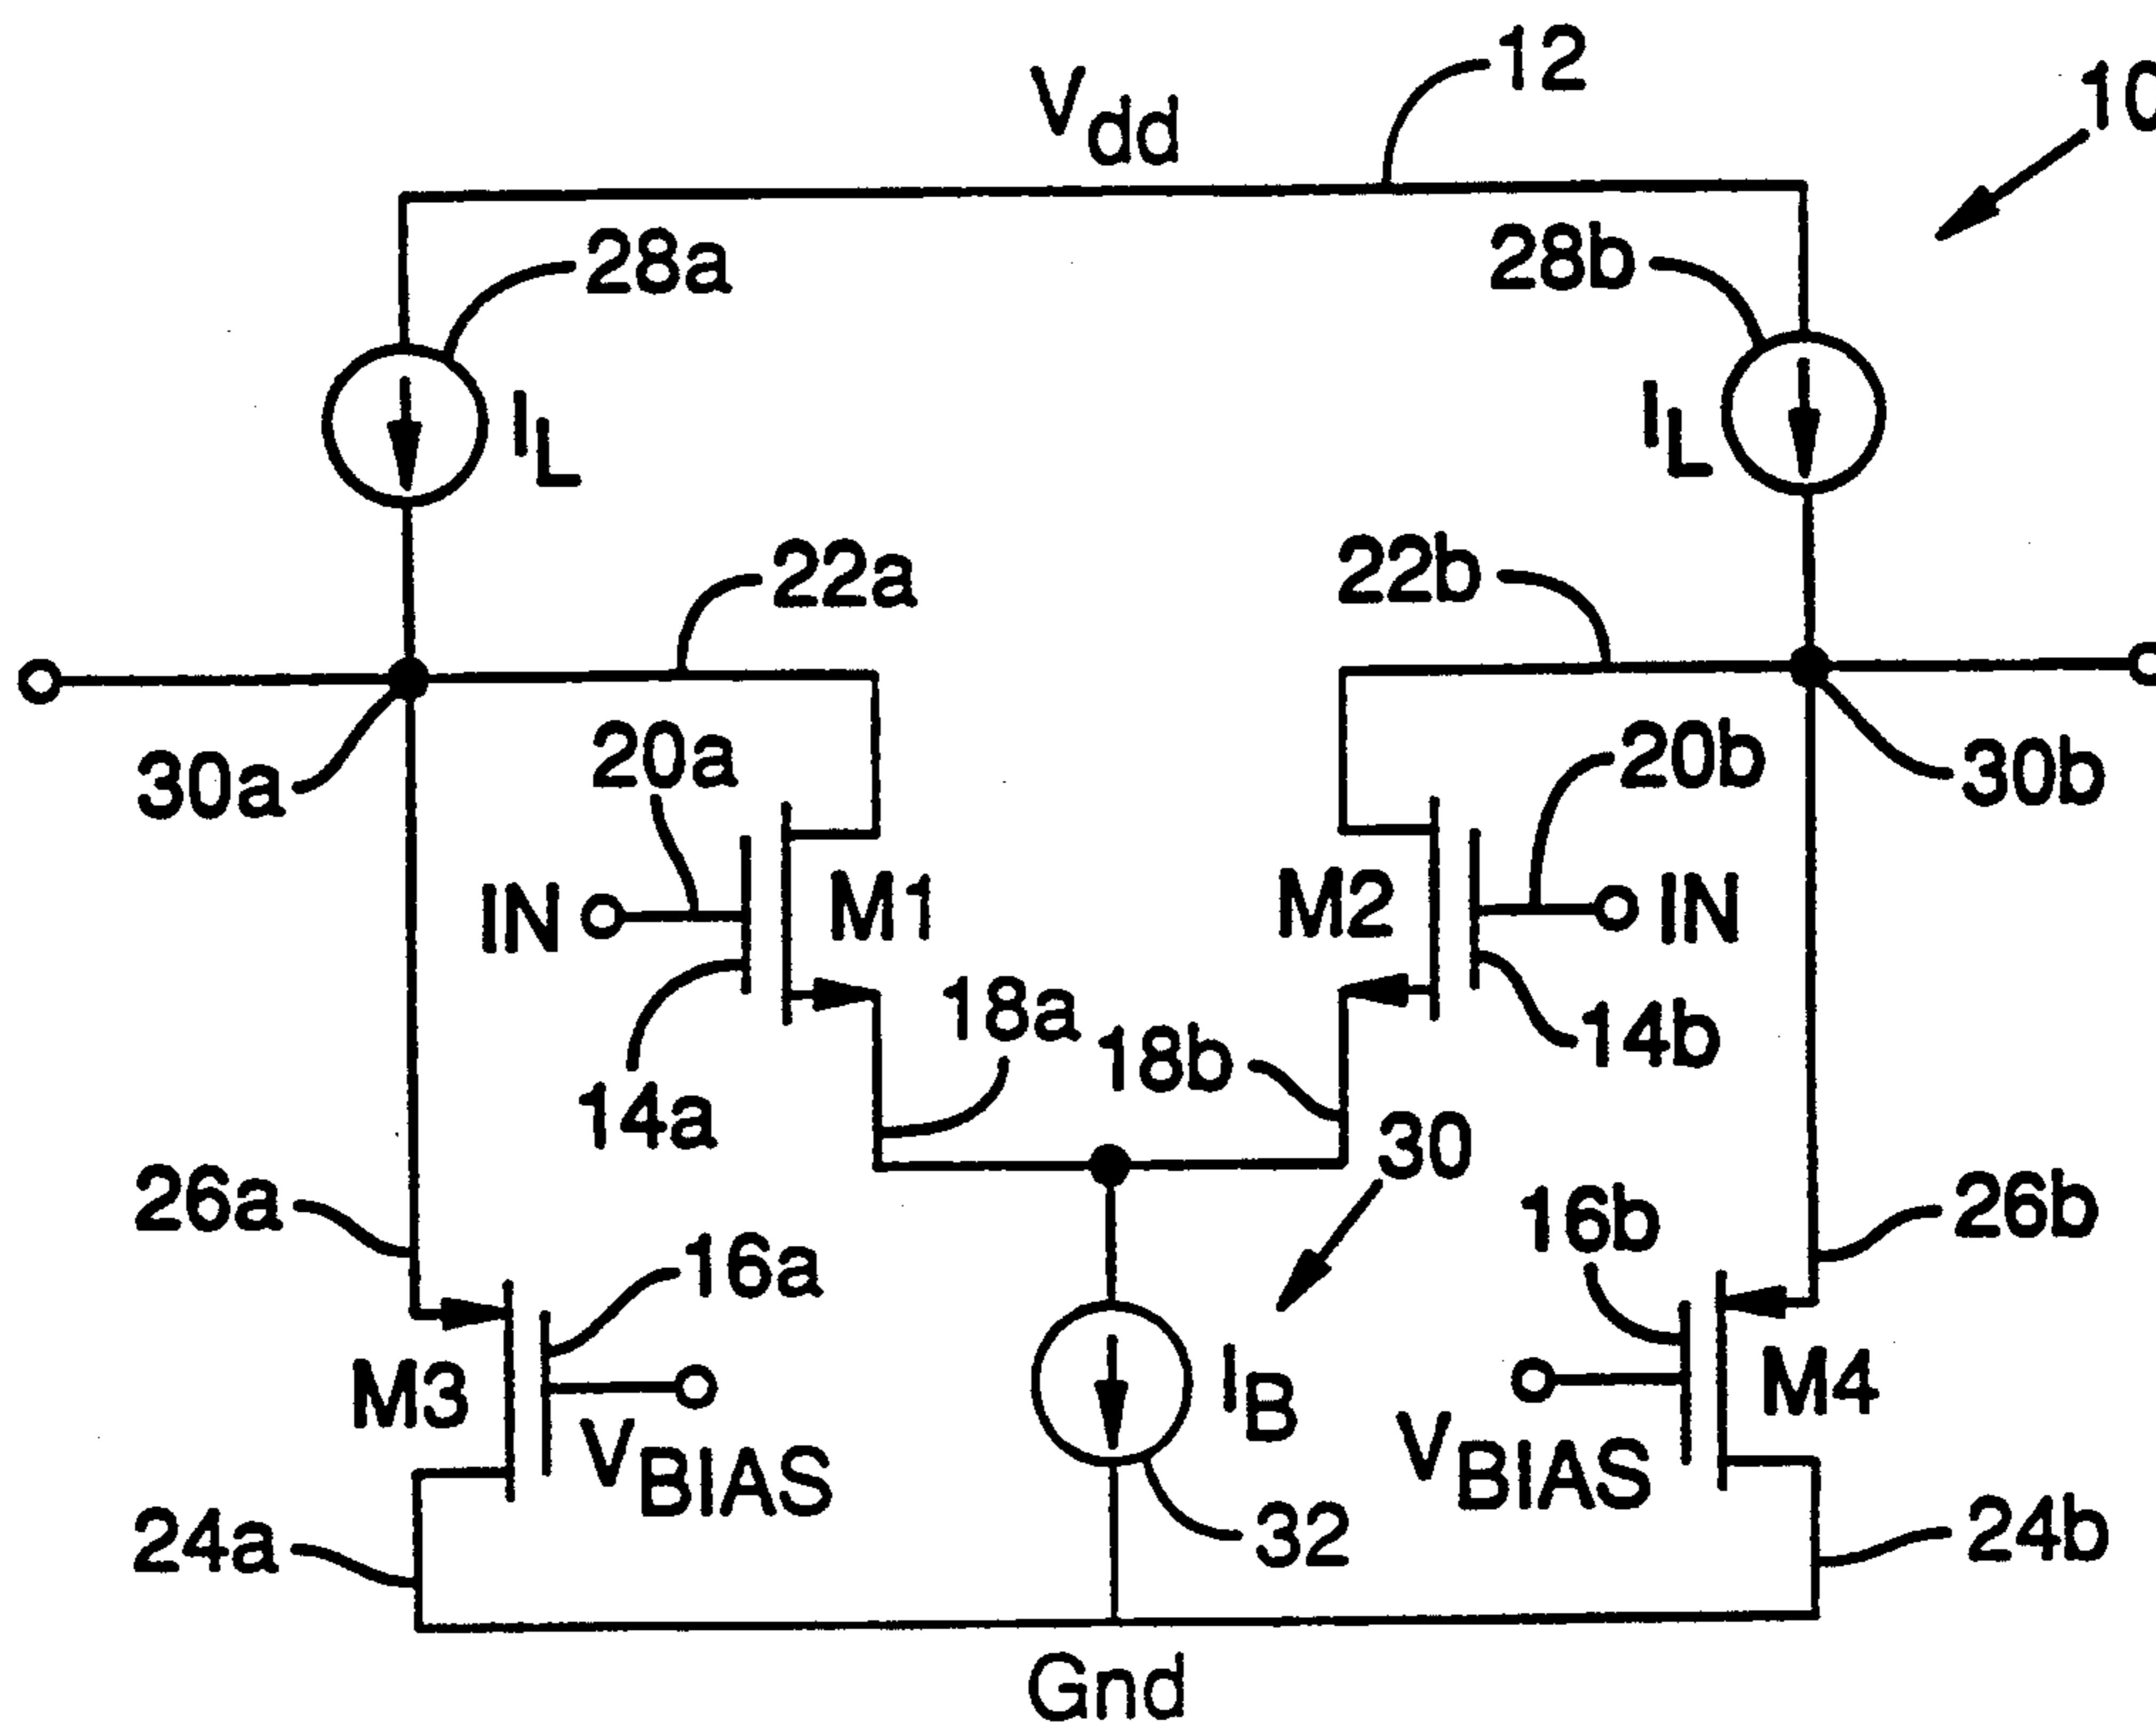 12
Vdd
10
28a
28b
IL
IL
22a
22b
20a
20b
30a
30b
IN
M1
M2
IN
18a
18b
14b
14a
30
26a
16a
16b
26b
M3
VBIAS
IB
VBIAS
M4
24a
32
24b
Gnd